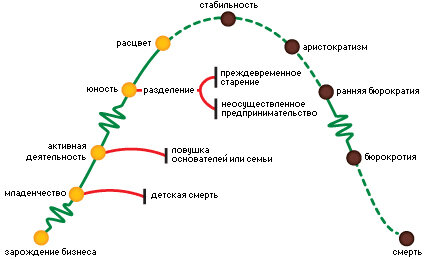 стабильность
расцвет
аристократизм
преждевременное
старение
юность
разделение
ранняя бюрократия
неосуществленное
предпринимательство
активная
деятельность
ловушка
основателей или семьи
бюрокротия
младенчество
детская смерть
зарождение бизнеса
смерть